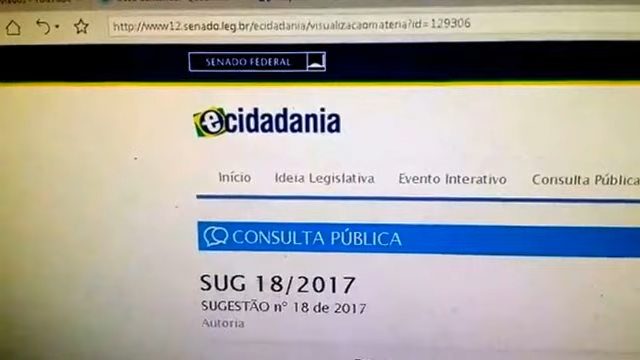 http://www12.senado.leg.br/ecidadania/visualizacaomateria?id=129306
SENADO FEDERAL
ecidadania
Início Ideia Legislativa Evento Interativo Consulta Pública
CONSULTA PÚBLICA
SUG 18/2017
SUGESTÃO nº 18 de 2017
Autoria